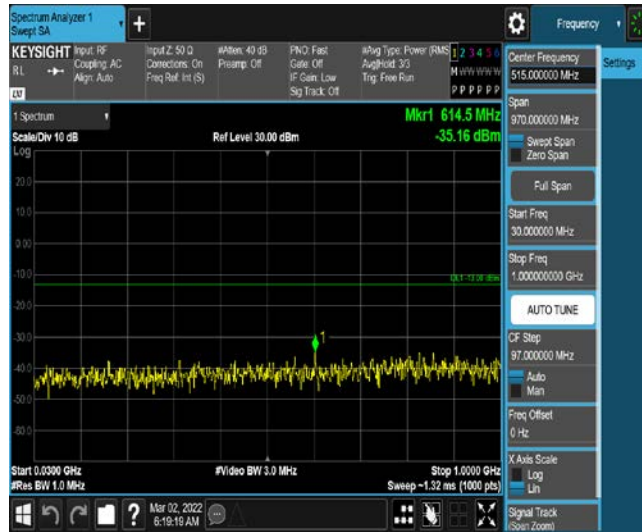 Spectrum Analyzer 1
Swept SA
+
Frequency
KEYSIGHT
RL
LXI
Input: RF
Coupling: AC
Align: Auto
Input Z: 50 Ω
Corrections: On
Freq Ref: Int (S)
#Atten: 40 dB
Preamp: Off
PNO: Fast
Gate: Off
IF Gain: Low
Sig Track: Off
#Avg Type: Power (RMS
Avg|Hold: 3/3
Trig: Free Run
1 2 3 4 5 6
M W W W W W
P P P P P P
1 Spectrum
Scale/Div 10 dB
Log
Ref Level 30.00 dBm
Mkr1 614.5 MHz
-35.16 dBm
20.0
10.0
0.00
-10.0
DL1 -13.00 dBm
-20.0
-30.0
1
-40.0
-50.0
-60.0
Start 0.0300 GHz
#Res BW 1.0 MHz
#Video BW 3.0 MHz
Stop 1.0000 GHz
Sweep ~1.32 ms (1000 pts)
Mar 02, 2022
6:19:19 AM
Center Frequency
515.000000 MHz
Settings
Span
970.000000 MHz
Swept Span
Zero Span
Full Span
Start Freq
30.000000 MHz
Stop Freq
1.000000000 GHz
AUTO TUNE
CF Step
97.000000 MHz
Auto
Man
Freq Offset
0 Hz
X Axis Scale
Log
Lin
Signal Track
(Span Zoom)